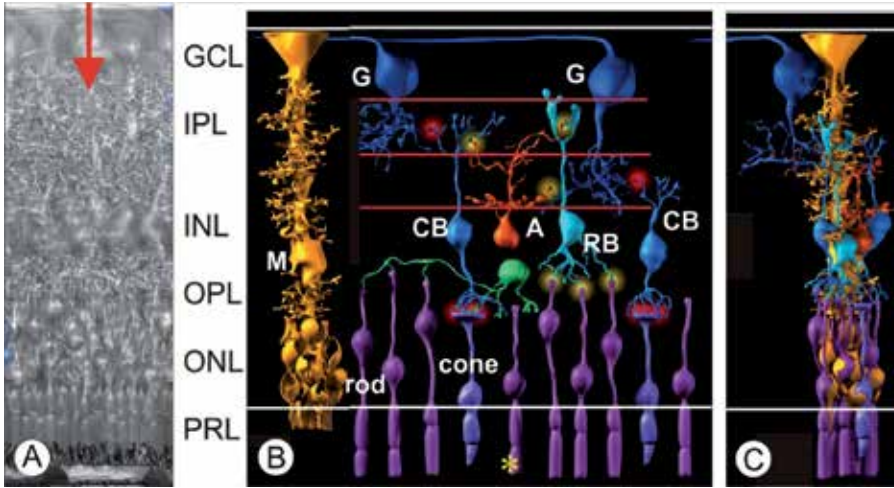 GCL
IPL
INL
OPL
ONL
PRL
A
G G
CB A CB
RB
M
rod cone
*
B
C